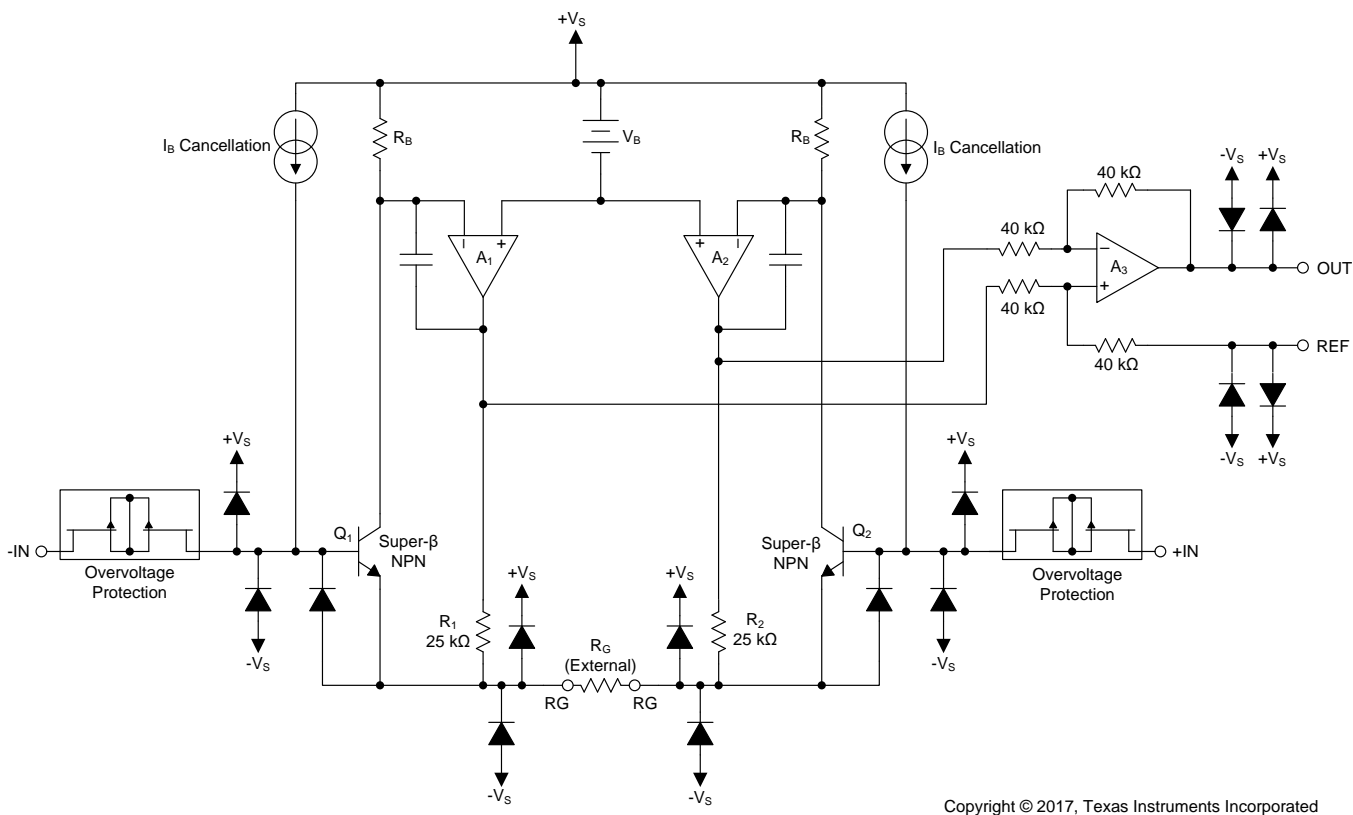 +VS
IB Cancellation
RB
VB
RB
IB Cancellation
-VS
+VS
40 kΩ
40 kΩ
− 
+
A3
OUT
40 kΩ
40 kΩ
REF
-VS
+VS
− +
A1
+ −
A2
+VS
+VS
-IN
Overvoltage
Protection
Q1
Super-β
NPN
Q2
Super-β
NPN
+IN
Overvoltage
Protection
-VS
-VS
+VS
+VS
R1
25 kΩ
R2
25 kΩ
RG
(External)
RG
RG
-VS
-VS
Copyright © 2017, Texas Instruments Incorporated